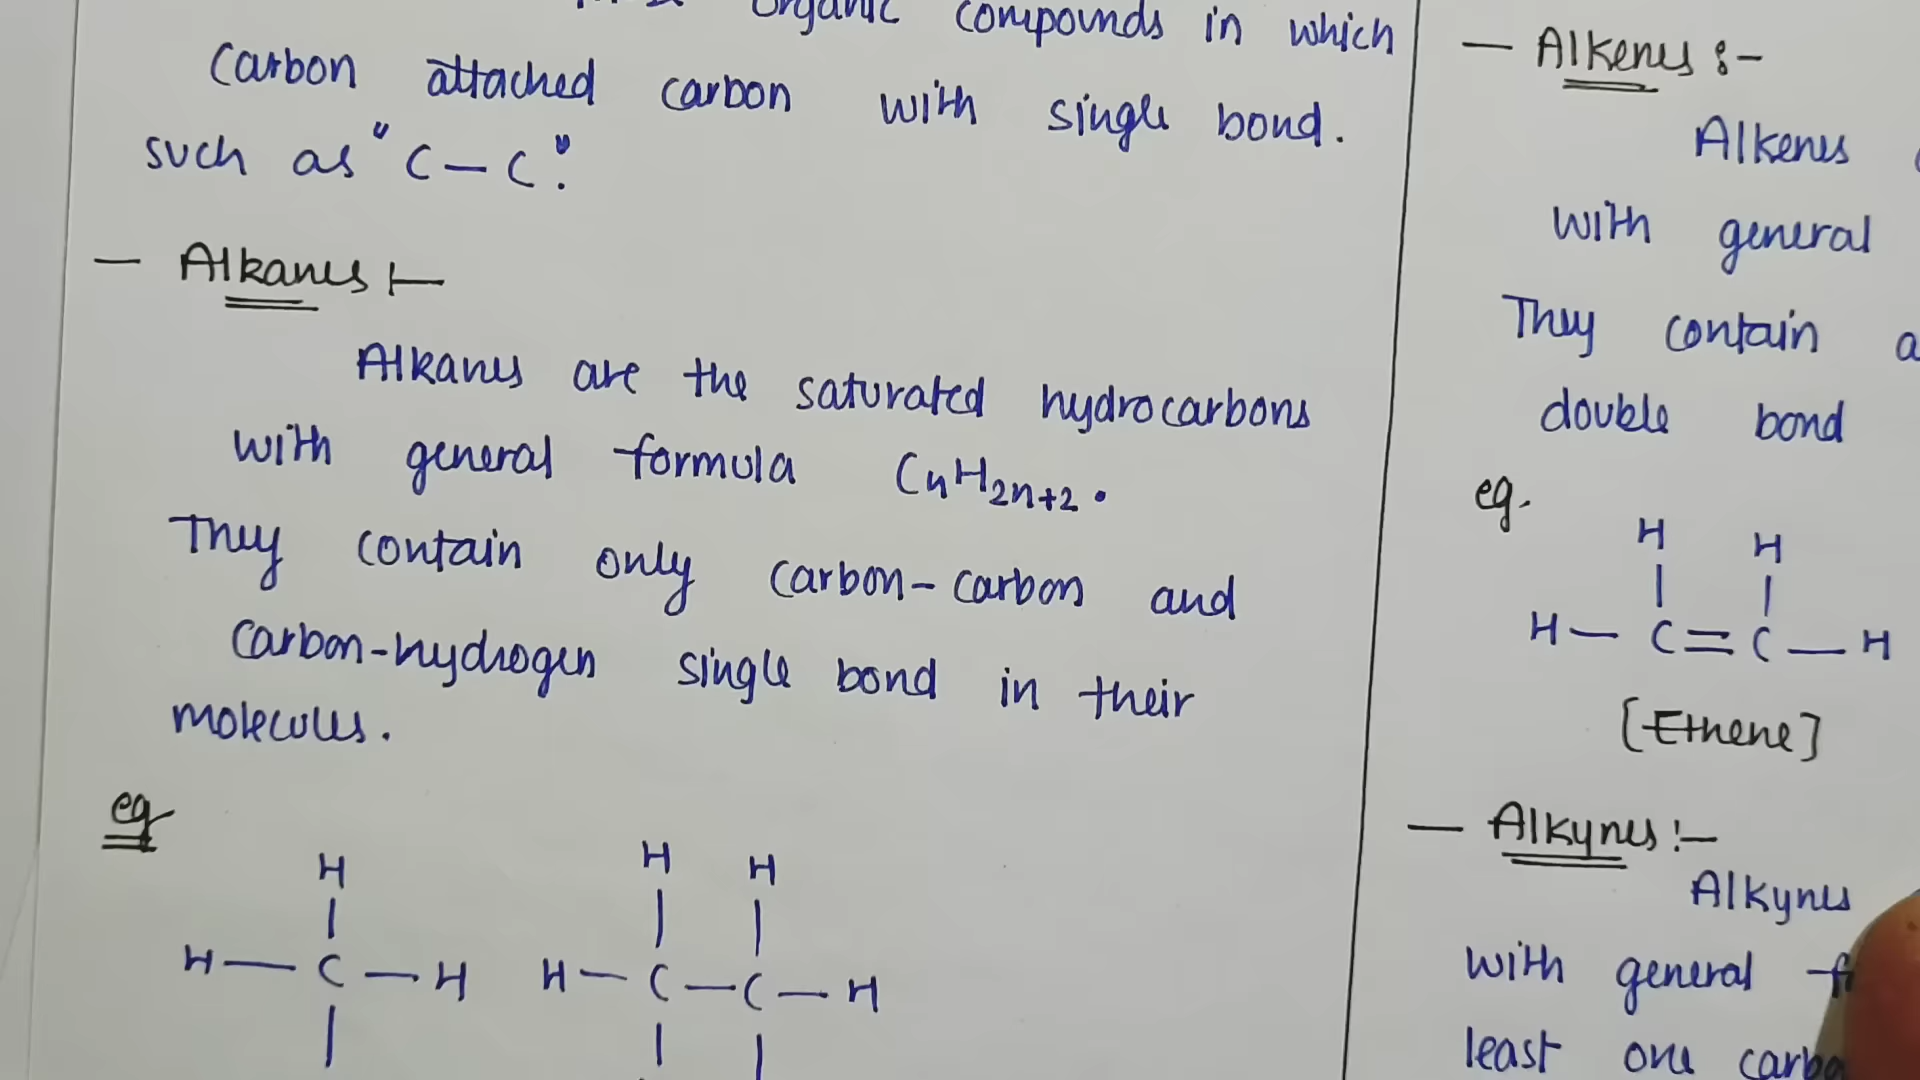 organic compounds in which
carbon attached carbon with single bond.
such as "C-C".
- Alkanes :-
Alkanes are the saturated hydrocarbons
with general formula CnH2n+2.
They contain only carbon-carbon and
carbon-hydrogen single bond in their
molecules.
eg
H H H
| | |
H-C-H H-C-C-H
| | |
- Alkenes :-
Alkenes
with general
They contain a
double bond
eg.
H H
| |
H-C=C-H
[Ethene]
- Alkynes :-
Alkynes
with general
least one